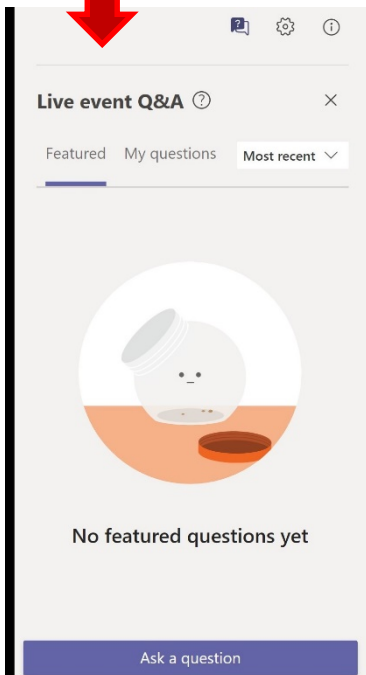 Live event Q&A
Featured My questions Most recent
No featured questions yet
Ask a question